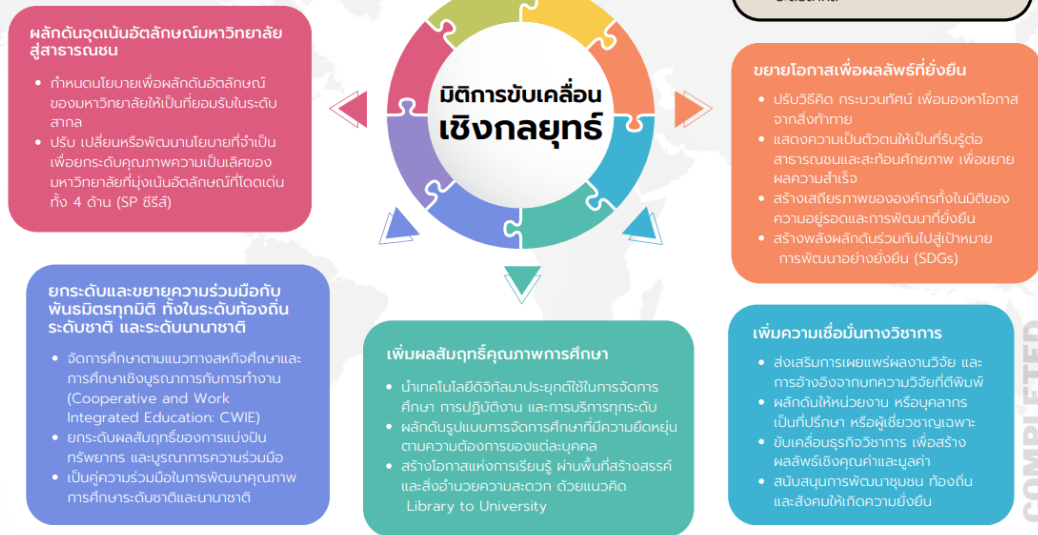 ผลักดันจุดเน้นอัตลักษณ์มหาวิทยาลัย
สู่สาธารณชน
• กำหนดนโยบายเพื่อผลักดันอัตลักษณ์
ของมหาวิทยาลัยให้เป็นที่ยอมรับในระดับ
สากล
• ปรับ เปลี่ยนหรือพัฒนานโยบายที่จำเป็น
เพื่อยกระดับคุณภาพความเป็นเลิศของ
มหาวิทยาลัยที่มุ่งเน้นอัตลักษณ์ที่โดดเด่น
ทั้ง 4 ด้าน (SP ซีรีส์)
มิติการขับเคลื่อน
เชิงกลยุทธ์
ขยายโอกาสเพื่อผลลัพธ์ที่ยั่งยืน
• ปรับวิธีคิด กระบวนทัศน์ เพื่อมองหาโอกาส
จากสิ่งท้าทาย
• แสดงความเป็นตัวตนให้เป็นที่รับรู้ต่อ
สาธารณชนและสะท้อนศักยภาพ เพื่อขยาย
ผลความสำเร็จ
• สร้างเสถียรภาพขององค์กรทั้งในมิติของ
ความอยู่รอดและการพัฒนาที่ยั่งยืน
• สร้างพลังผลักดันร่วมกันไปสู่เป้าหมาย
การพัฒนาอย่างยั่งยืน (SDGs)
ยกระดับและขยายความร่วมมือกับ
พันธมิตรทุกมิติ ทั้งในระดับท้องถิ่น
ระดับชาติ และระดับนานาชาติ
• จัดการศึกษาตามแนวทางสหกิจศึกษาและ
การศึกษาเชิงบูรณาการกับการทำงาน
(Cooperative and Work
Integrated Education: CWIE)
• ยกระดับผลสัมฤทธิ์ของการแบ่งปัน
ทรัพยากร และบูรณาการความร่วมมือ
• เป็นคู่ความร่วมมือในการพัฒนาคุณภาพ
การศึกษาระดับชาติและนานาชาติ
เพิ่มผลสัมฤทธิ์คุณภาพการศึกษา
• นำเทคโนโลยีดิจิทัลมาประยุกต์ใช้ในการจัดการ
ศึกษา การปฏิบัติงาน และการบริการทุกระดับ
• ผลักดันรูปแบบการจัดการศึกษาที่มีความยืดหยุ่น
ตามความต้องการของแต่ละบุคคล
• สร้างโอกาสแห่งการเรียนรู้ ผ่านพื้นที่สร้างสรรค์
และสิ่งอำนวยความสะดวก ด้วยแนวคิด
Library to University
เพิ่มความเชื่อมั่นทางวิชาการ
• ส่งเสริมการเผยแพร่ผลงานวิจัย และ
การอ้างอิงจากบทความวิจัยที่ตีพิมพ์
• ผลักดันให้หน่วยงาน หรือบุคลากร
เป็นที่ปรึกษา หรือผู้เชี่ยวชาญเฉพาะ
• ขับเคลื่อนธุรกิจวิชาการ เพื่อสร้าง
ผลลัพธ์เชิงคุณค่าและมูลค่า
• สนับสนุนการพัฒนาชุมชน ท้องถิ่น
และสังคมให้เกิดความยั่งยืน
COMPLETED